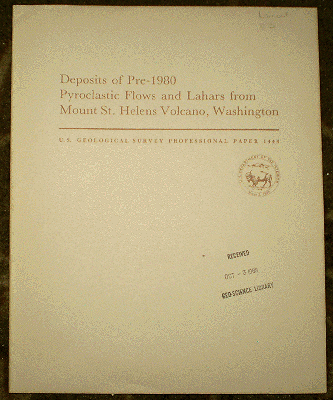 Deposits of Pre-1980
Pyroclastic Flows and Lahars from
Mount St. Helens Volcano, Washington
U.S. GEOLOGICAL SURVEY PROFESSIONAL PAPER
RECEIVED
OCT
GEO-SCIENCE LIBRARY